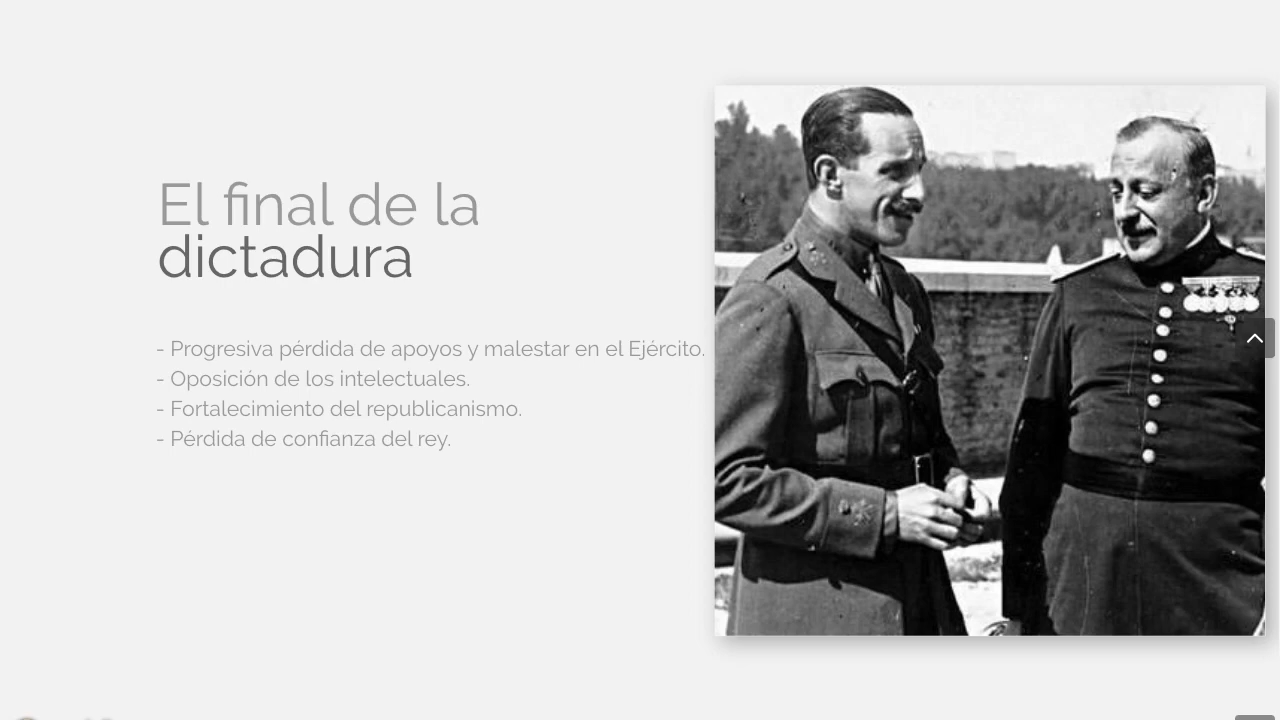 El final de la
dictadura
- Progresiva pérdida de apoyos y malestar en el Ejército.
- Oposición de los intelectuales.
- Fortalecimiento del republicanismo.
- Pérdida de confianza del rey.